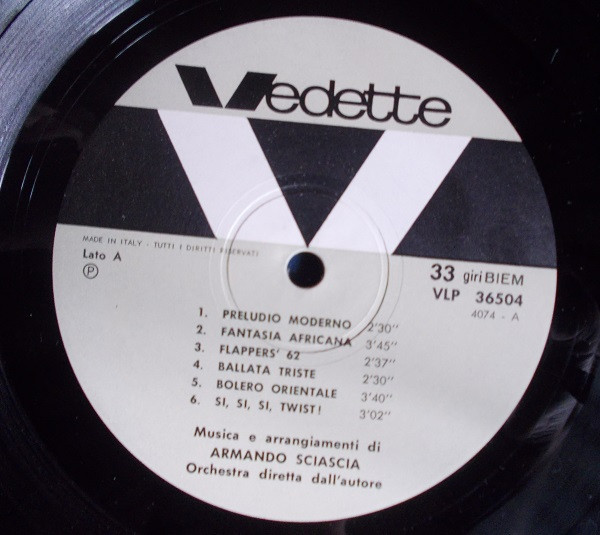 Vedette
MADE IN ITALY - TUTTI I DIRITTI RISERVATI
Lato A
P
33 giri BIEM
VLP 36504
4074 - A
1. PRELUDIO MODERNO 2'30"
2. FANTASIA AFRICANA 3'45"
3. FLAPPERS' 62 2'37"
4. BALLATA TRISTE 2'30"
5. BOLERO ORIENTALE 3'40"
6. SI, SI, SI, TWIST! 3'02"
Musica e arrangiamenti di
ARMANDO SCIASCIA
Orchestra diretta dall'autore